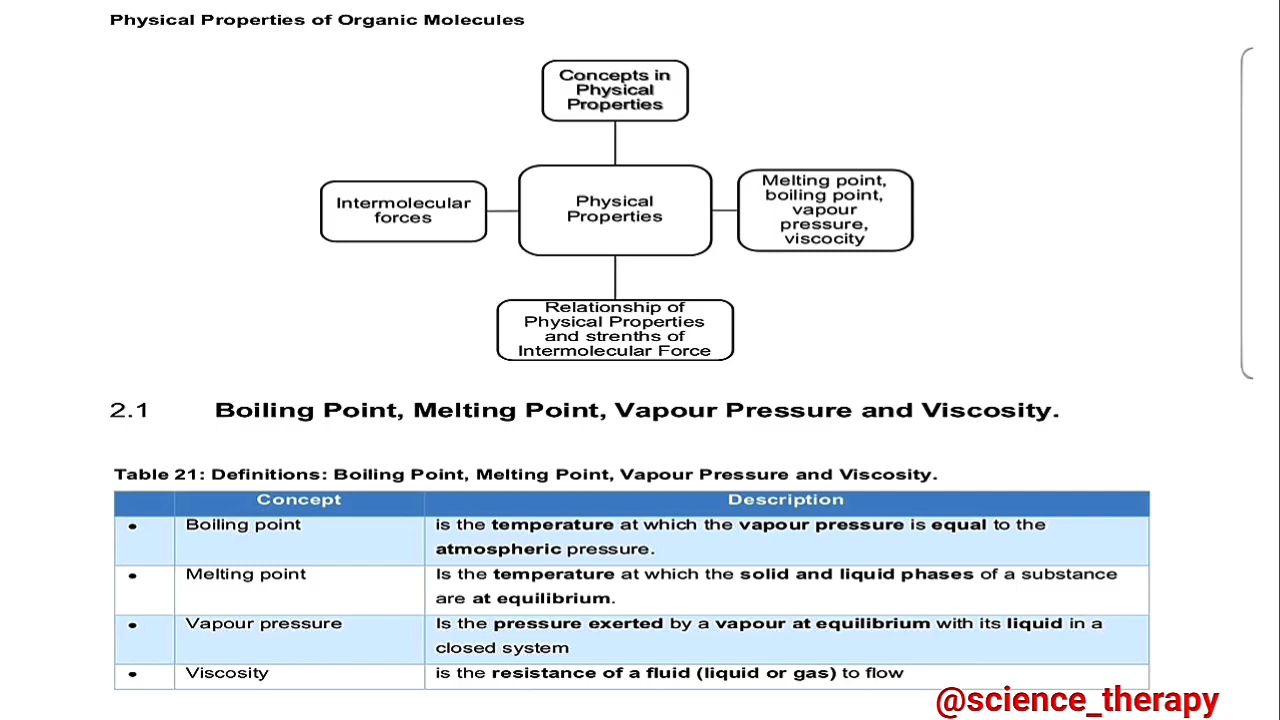 Physical Properties of Organic Molecules
Concepts in
Physical
Properties
Intermolecular
forces
Physical
Properties
Melting point,
boiling point,
vapour
pressure,
viscocity
Relationship of
Physical Properties
and strenths of
Intermolecular Force
2.1 Boiling Point, Melting Point, Vapour Pressure and Viscosity.
Table 21: Definitions: Boiling Point, Melting Point, Vapour Pressure and Viscosity.
Concept Description
• Boiling point is the temperature at which the vapour pressure is equal to the
atmospheric pressure.
• Melting point Is the temperature at which the solid and liquid phases of a substance
are at equilibrium.
• Vapour pressure Is the pressure exerted by a vapour at equilibrium with its liquid in a
closed system
• Viscosity is the resistance of a fluid (liquid or gas) to flow
@science_therapy